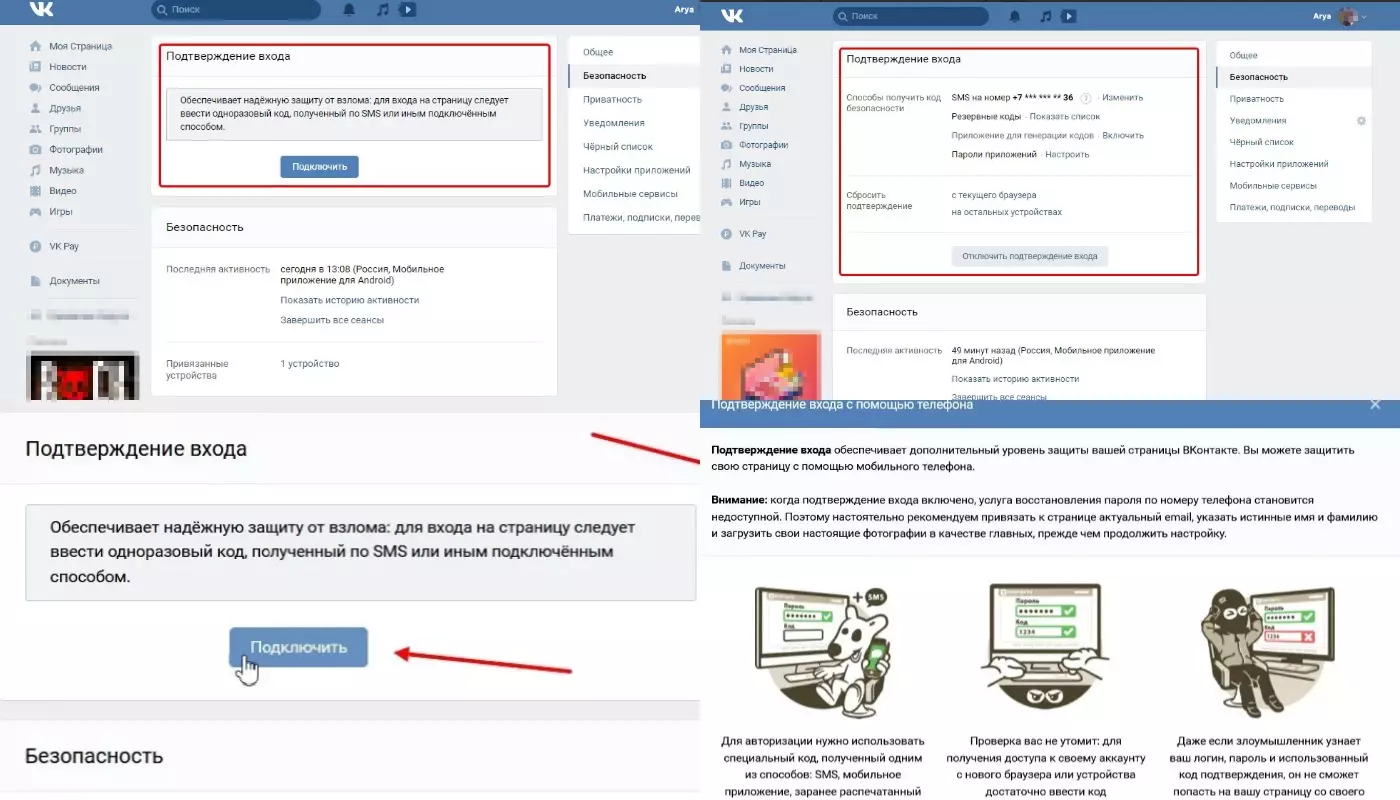 Поиск
Arya
Моя Страница
Новости
Сообщения
Друзья
Группы
Фотографии
Музыка
Видео
Игры
VK Pay
Документы
Подтверждение входа
Обеспечивает надёжную защиту от взлома: для входа на страницу следует
ввести одноразовый код, полученный по SMS или иным подключённым
способом.
Подключить
Безопасность
Последняя активность
сегодня в 13:08 (Россия, Мобильное
приложение для Android)
Показать историю активности
Завершить все сеансы
Привязанные
устройства
1 устройство
Общее
Безопасность
Приватность
Уведомления
Чёрный список
Настройки приложений
Мобильные сервисы
Платежи, подписки, перев
Поиск
Arya
Моя Страница
Новости
Сообщения
Друзья
Группы
Фотографии
Музыка
Видео
Игры
VK Pay
Документы
Подтверждение входа
Способы получить код
безопасности
SMS на номер +7 *** *** ** 36 ? · Изменить
Резервные коды · Показать список
Приложение для генерации кодов · Включить
Пароли приложений · Настроить
Сбросить
подтверждение
с текущего браузера
на остальных устройствах
Отключить подтверждение входа
Безопасность
Последняя активность
49 минут назад (Россия, Мобильное приложение
для Android)
Показать историю активности
Завершить все сеансы
Общее
Безопасность
Приватность
Уведомления
Чёрный список
Настройки приложений
Мобильные сервисы
Платежи, подписки, переводы
Подтверждение входа
Обеспечивает надёжную защиту от взлома: для входа на страницу следует
ввести одноразовый код, полученный по SMS или иным подключённым
способом.
Подключить
Безопасность
Подтверждение входа с помощью телефона
Подтверждение входа обеспечивает дополнительный уровень защиты вашей страницы ВКонтакте. Вы можете защитить
свою страницу с помощью мобильного телефона.
Внимание: когда подтверждение входа включено, услуга восстановления пароля по номеру телефона становится
недоступной. Поэтому настоятельно рекомендуем привязать к странице актуальный email, указать истинные имя и фамилию
и загрузить свои настоящие фотографии в качестве главных, прежде чем продолжить настройку.
Пароль
Код
+ SMS
Пароль
Код
1234
Пароль
Код
1234
Для авторизации нужно использовать
специальный код, полученный одним
из способов: SMS, мобильное
приложение, заранее распечатанный
Проверка вас не утомит: для
получения доступа к своему аккаунту
с нового браузера или устройства
достаточно ввести код
Даже если злоумышленник узнает
ваш логин, пароль и использованный
код подтверждения, он не сможет
попасть на вашу страницу со своего